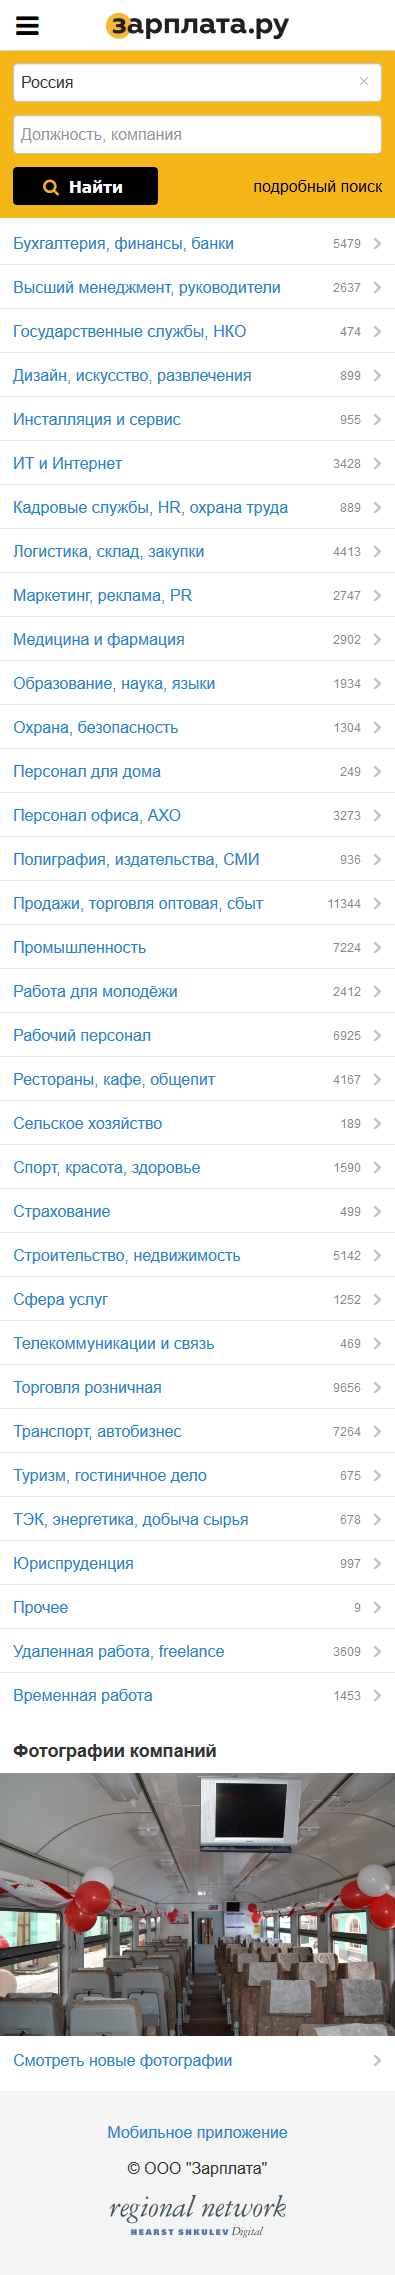 зарплата.ру
Россия ×
Должность, компания
Найти подробный поиск
Бухгалтерия, финансы, банки 5479
Высший менеджмент, руководители 2637
Государственные службы, НКО 474
Дизайн, искусство, развлечения 899
Инсталляция и сервис 955
ИТ и Интернет 3428
Кадровые службы, HR, охрана труда 889
Логистика, склад, закупки 4413
Маркетинг, реклама, PR 2747
Медицина и фармация 2902
Образование, наука, языки 1934
Охрана, безопасность 1304
Персонал для дома 249
Персонал офиса, АХО 3273
Полиграфия, издательства, СМИ 936
Продажи, торговля оптовая, сбыт 11344
Промышленность 7224
Работа для молодёжи 2412
Рабочий персонал 6925
Рестораны, кафе, общепит 4167
Сельское хозяйство 189
Спорт, красота, здоровье 1590
Страхование 499
Строительство, недвижимость 5142
Сфера услуг 1252
Телекоммуникации и связь 469
Торговля розничная 9656
Транспорт, автобизнес 7264
Туризм, гостиничное дело 675
ТЭК, энергетика, добыча сырья 678
Юриспруденция 997
Прочее 9
Удаленная работа, freelance 3609
Временная работа 1453
Фотографии компаний
Смотреть новые фотографии
Мобильное приложение
© ООО "Зарплата"
regional network
HEARST SHKULEV Digital